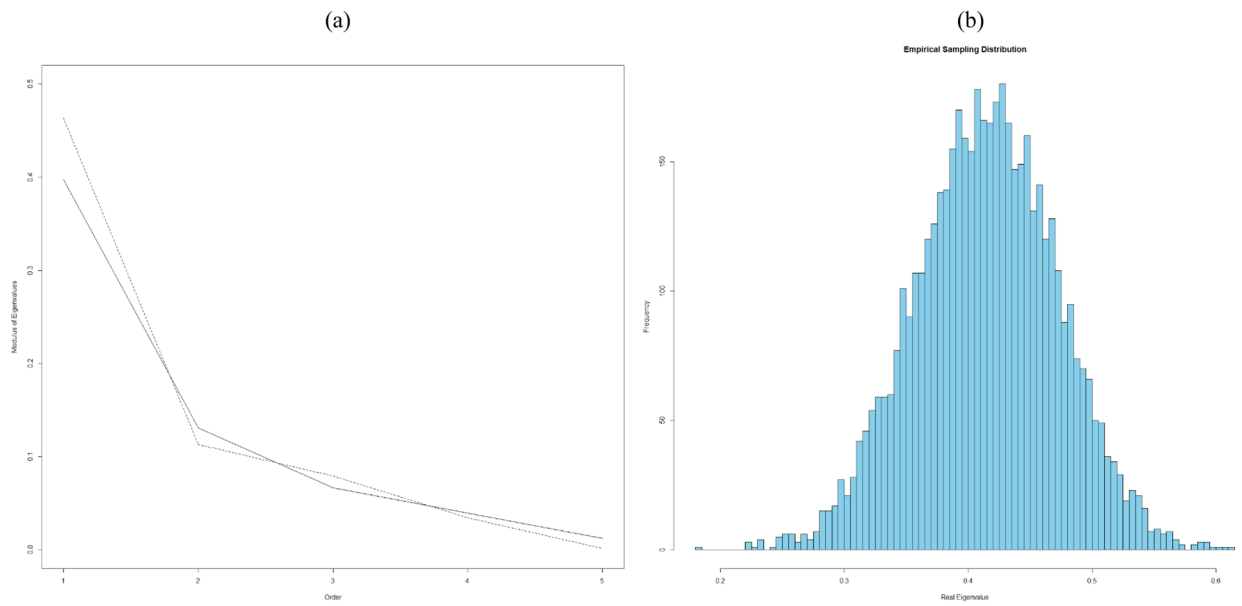 (a)
(b)
Empirical Sampling Distribution
Modulus of Eigenvalues
0.5
0.4
0.3
0.2
0.1
0.0
1 2 3 4 5
Order
Frequency
150
100
50
0
0.2 0.3 0.4 0.5 0.6
Real Eigenvalue